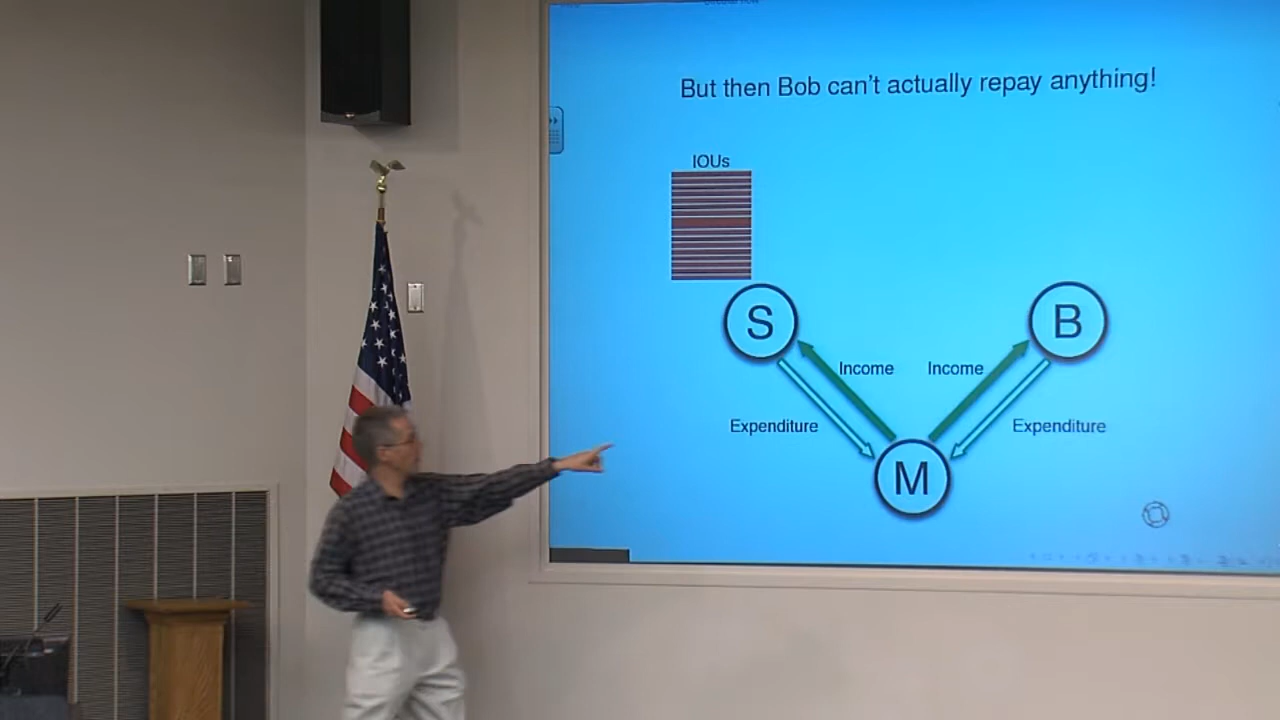 But then Bob can't actually repay anything!
IOUs
S
B
Income
Income
Expenditure
Expenditure
M